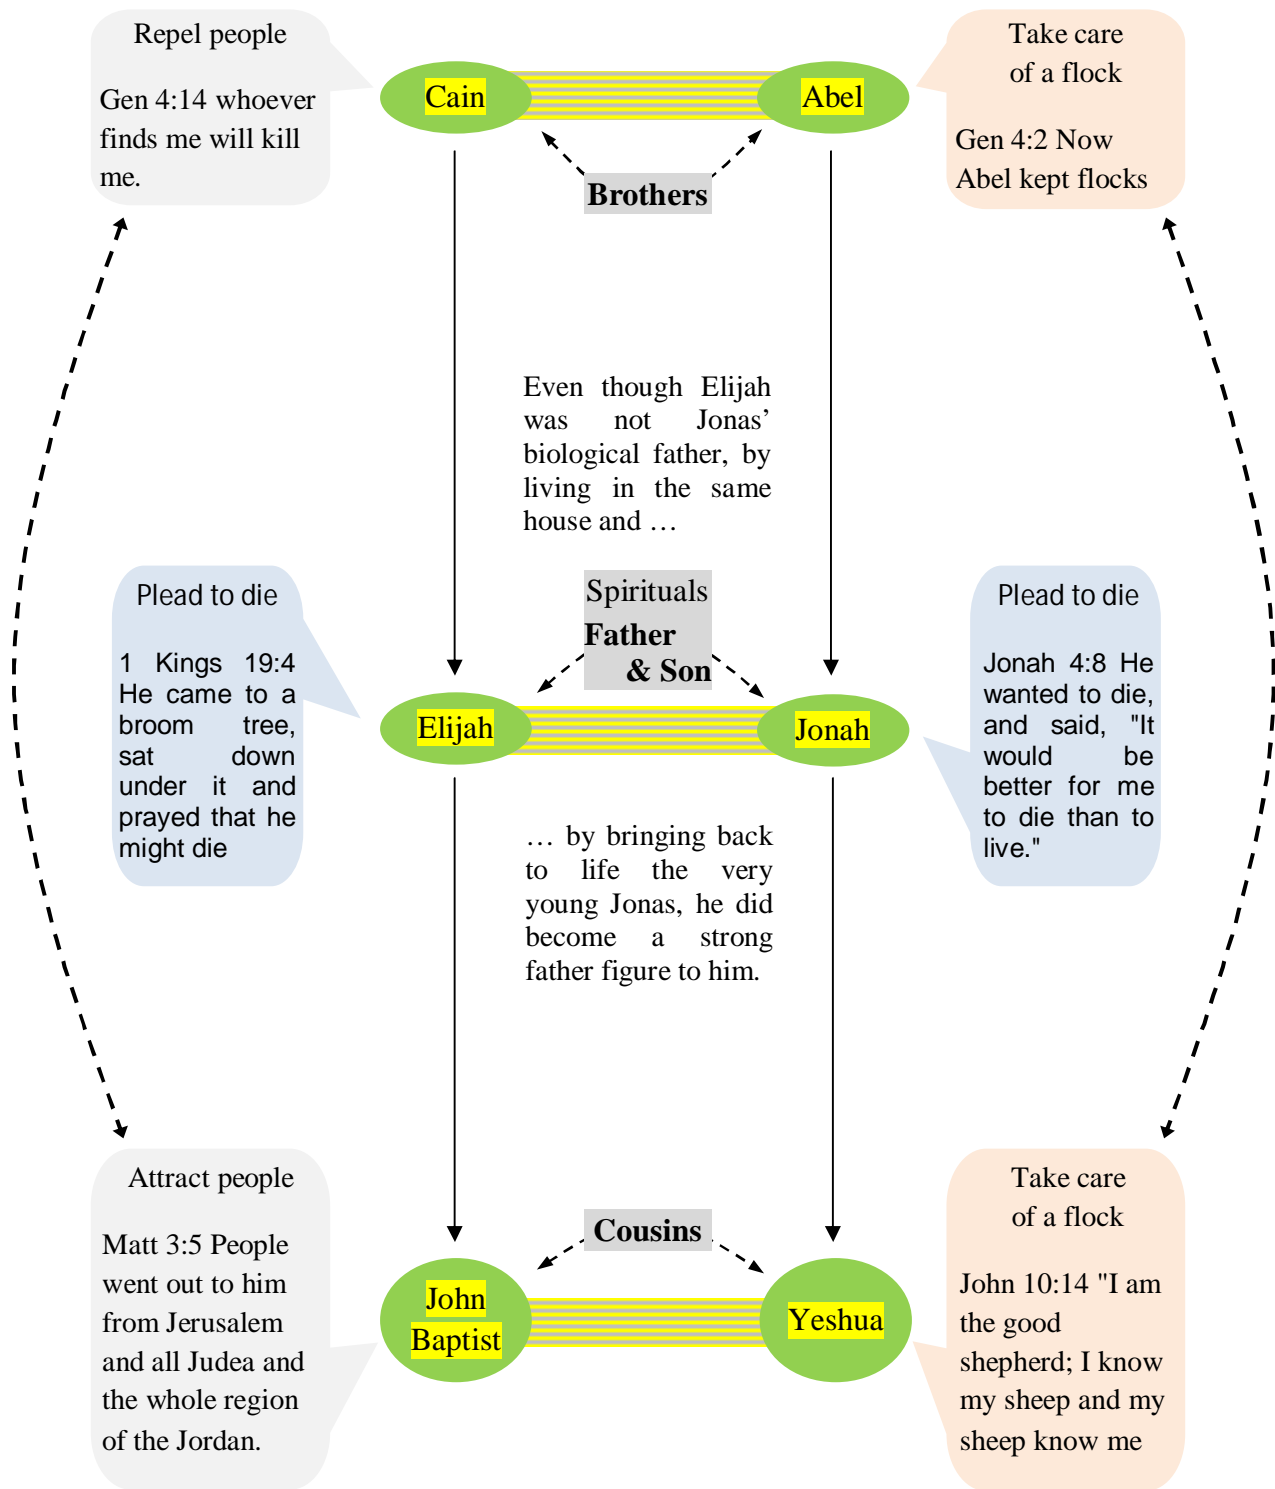 Repel people
Gen 4:14 whoever
finds me will kill
me.
Cain
Abel
Take care
of a flock
Gen 4:2 Now
Abel kept flocks
Brothers
Even though Elijah
was not Jonas’
biological father, by
living in the same
house and …
Plead to die
1 Kings 19:4
He came to a
broom tree,
sat down
under it and
prayed that he
might die
Spirituals
Father
& Son
Elijah
Jonah
Plead to die
Jonah 4:8 He
wanted to die,
and said, "It
would be
better for me
to die than to
live."
… by bringing back
to life the very
young Jonas, he did
become a strong
father figure to him.
Attract people
Matt 3:5 People
went out to him
from Jerusalem
and all Judea and
the whole region
of the Jordan.
Cousins
John
Baptist
Yeshua
Take care
of a flock
John 10:14 "I am
the good
shepherd; I know
my sheep and my
sheep know me